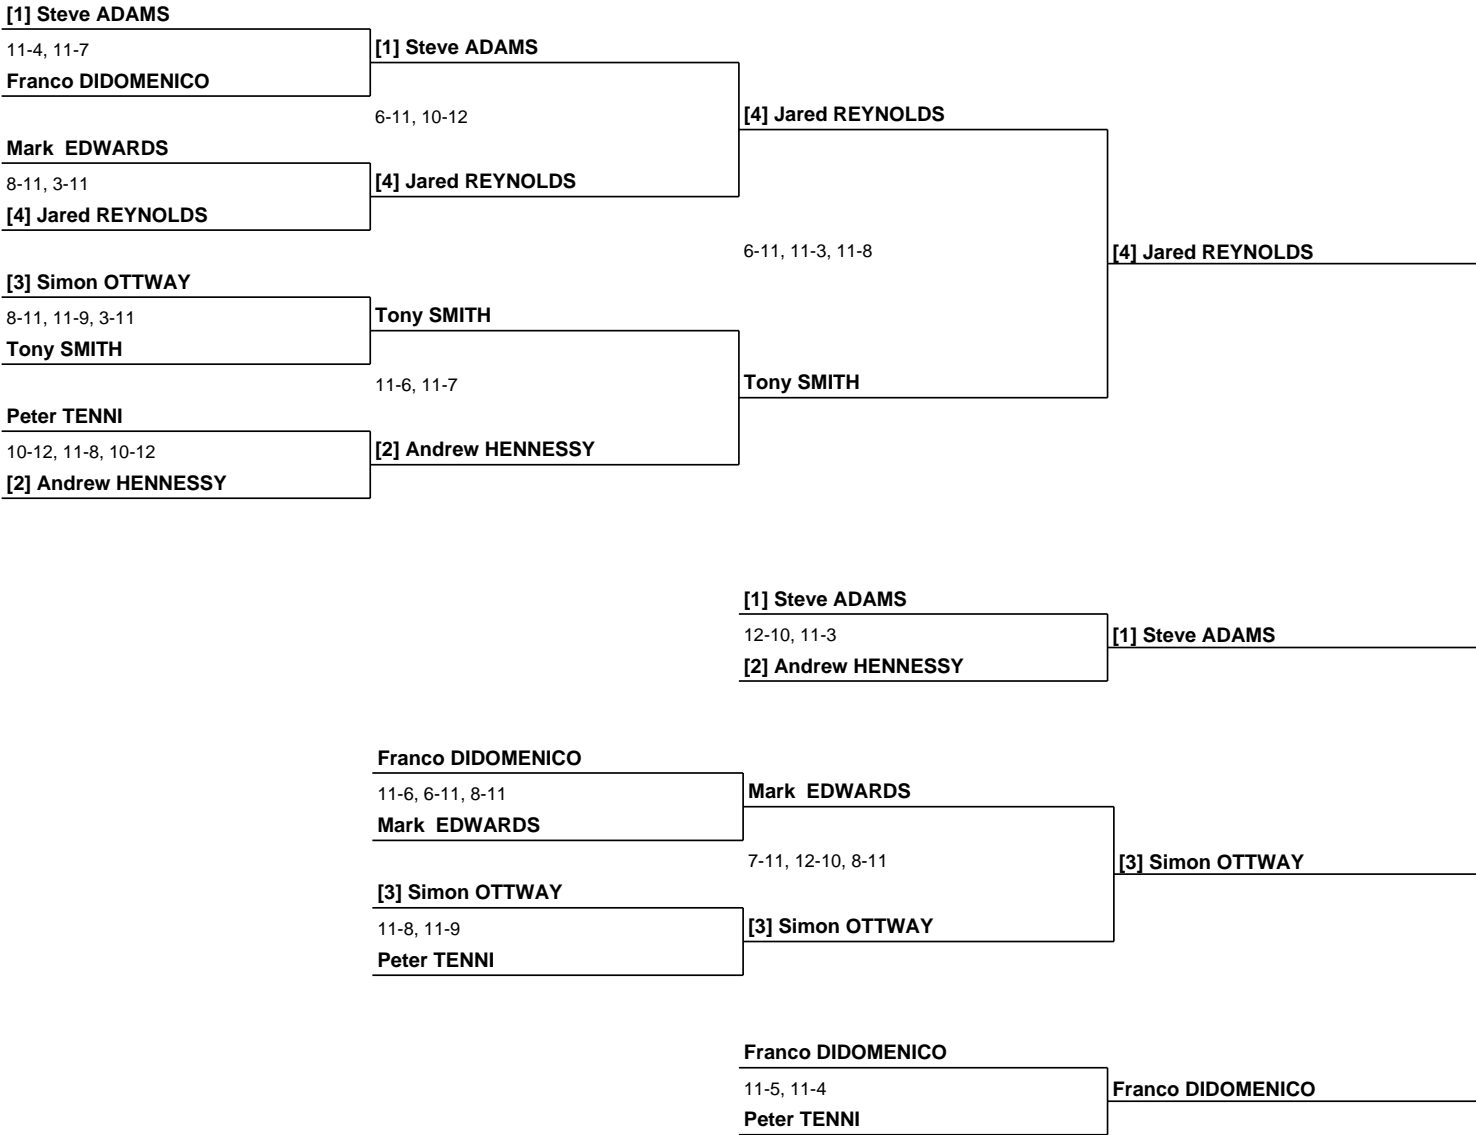 [1] Steve ADAMS
11-4, 11-7
[1] Steve ADAMS
Franco DIDOMENICO
6-11, 10-12
[4] Jared REYNOLDS
Mark  EDWARDS
8-11, 3-11
[4] Jared REYNOLDS
[4] Jared REYNOLDS
6-11, 11-3, 11-8
[4] Jared REYNOLDS
[3] Simon OTTWAY
8-11, 11-9, 3-11
Tony SMITH
Tony SMITH
11-6, 11-7
Tony SMITH
Peter TENNI
10-12, 11-8, 10-12
[2] Andrew HENNESSY
[2] Andrew HENNESSY
[1] Steve ADAMS
12-10, 11-3
[1] Steve ADAMS
[2] Andrew HENNESSY
Franco DIDOMENICO
11-6, 6-11, 8-11
Mark  EDWARDS
Mark  EDWARDS
7-11, 12-10, 8-11
[3] Simon OTTWAY
[3] Simon OTTWAY
11-8, 11-9
[3] Simon OTTWAY
Peter TENNI
Franco DIDOMENICO
11-5, 11-4
Franco DIDOMENICO
Peter TENNI